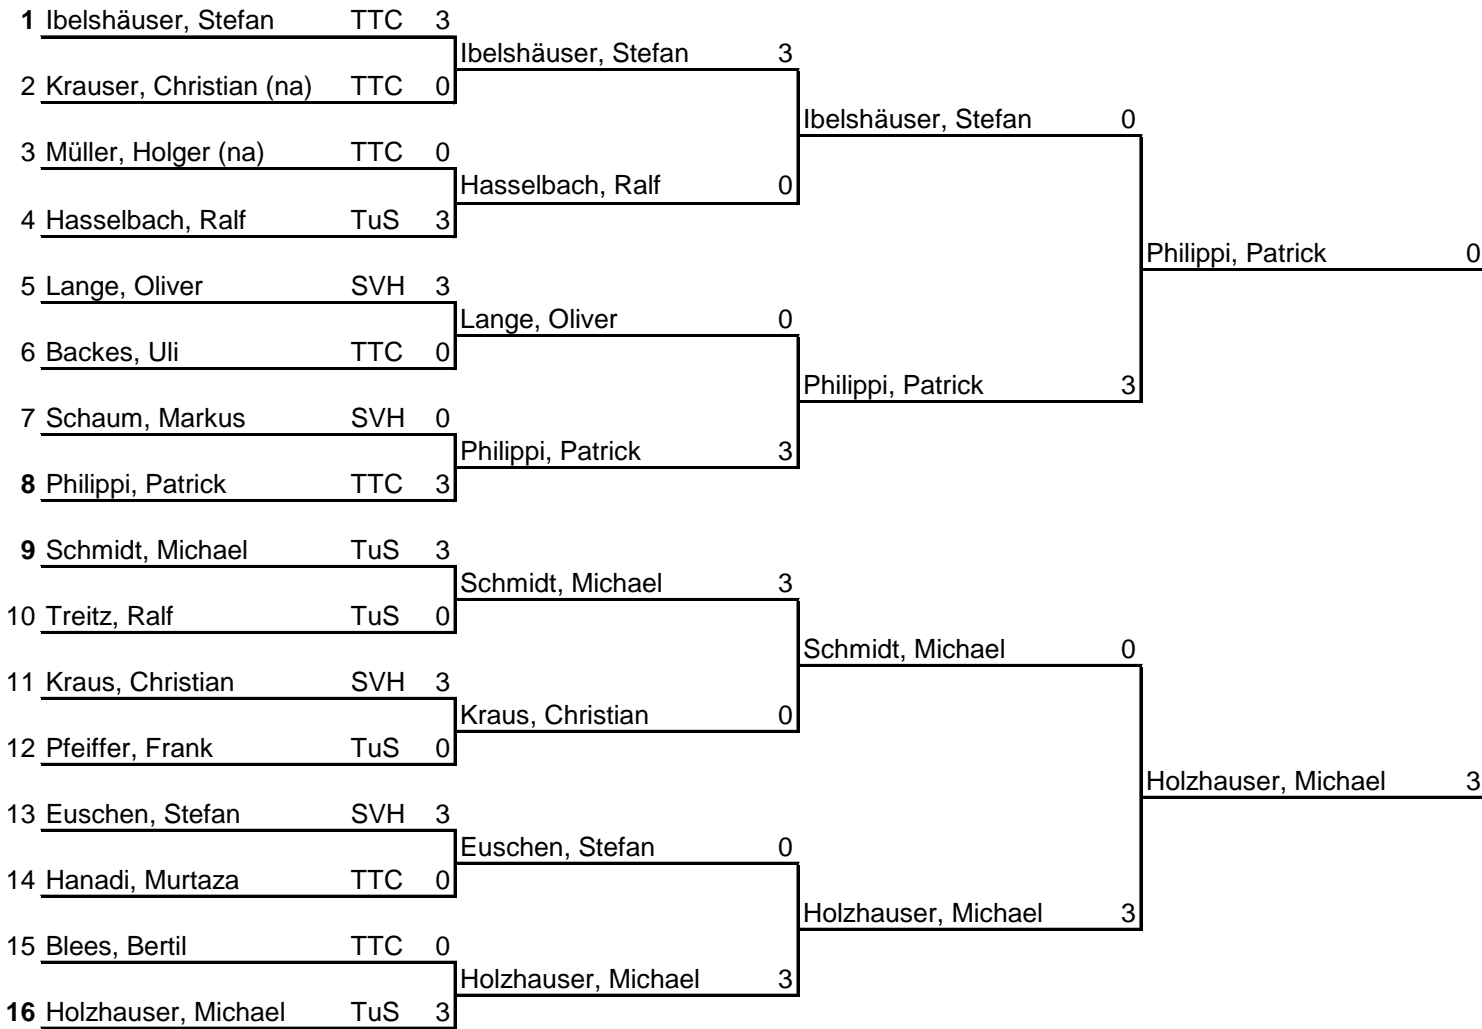 1 Ibelshäuser, Stefan TTC 3
Ibelshäuser, Stefan 3
2 Krauser, Christian (na) TTC 0
Ibelshäuser, Stefan 0
3 Müller, Holger (na) TTC 0
Hasselbach, Ralf 0
4 Hasselbach, Ralf TuS 3
Philippi, Patrick 0
5 Lange, Oliver SVH 3
Lange, Oliver 0
6 Backes, Uli TTC 0
Philippi, Patrick 3
7 Schaum, Markus SVH 0
Philippi, Patrick 3
8 Philippi, Patrick TTC 3
9 Schmidt, Michael TuS 3
Schmidt, Michael 3
10 Treitz, Ralf TuS 0
Schmidt, Michael 0
11 Kraus, Christian SVH 3
Kraus, Christian 0
12 Pfeiffer, Frank TuS 0
Holzhauser, Michael 3
13 Euschen, Stefan SVH 3
Euschen, Stefan 0
14 Hanadi, Murtaza TTC 0
Holzhauser, Michael 3
15 Blees, Bertil TTC 0
Holzhauser, Michael 3
16 Holzhauser, Michael TuS 3